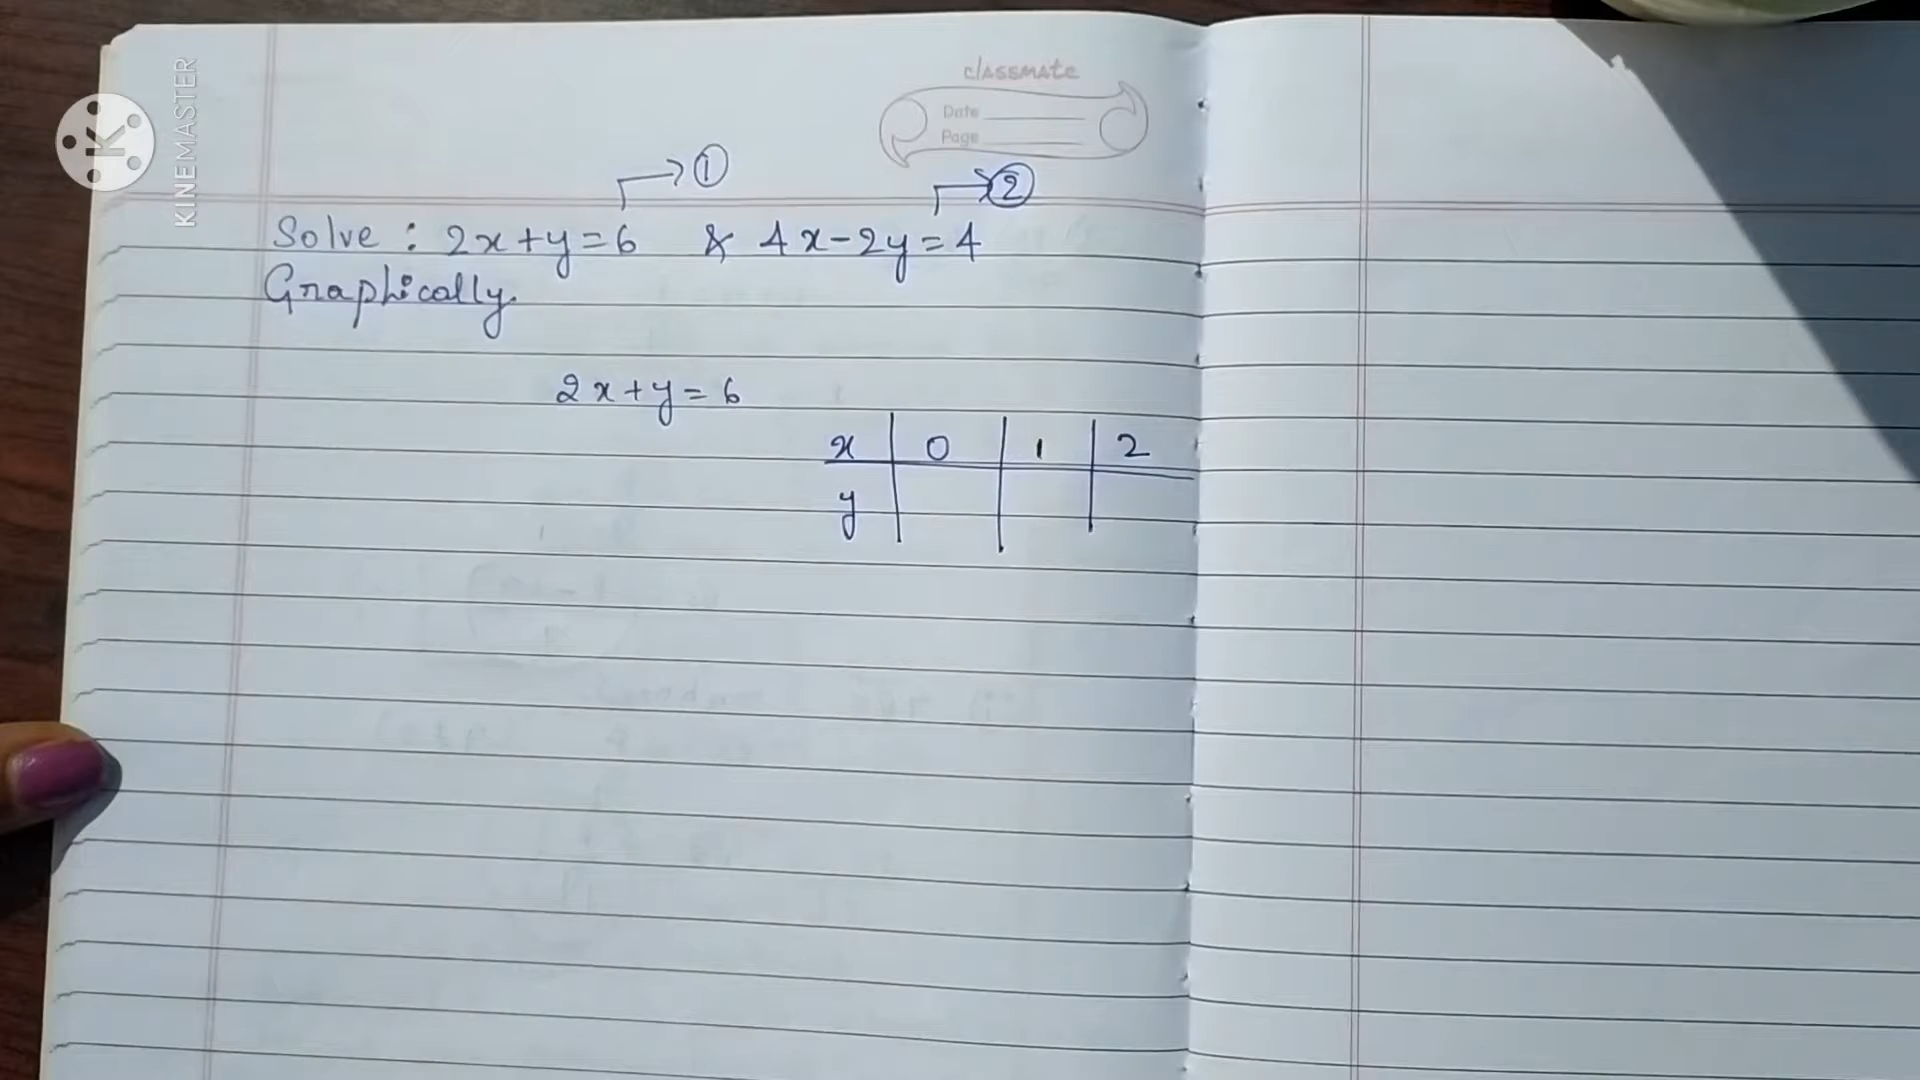 KINEMASTER
classmate
Date
Page
① ②
Solve : 2x+y=6 & 4x-2y=4
Graphically.
2x+y=6
x 0 1 2
y